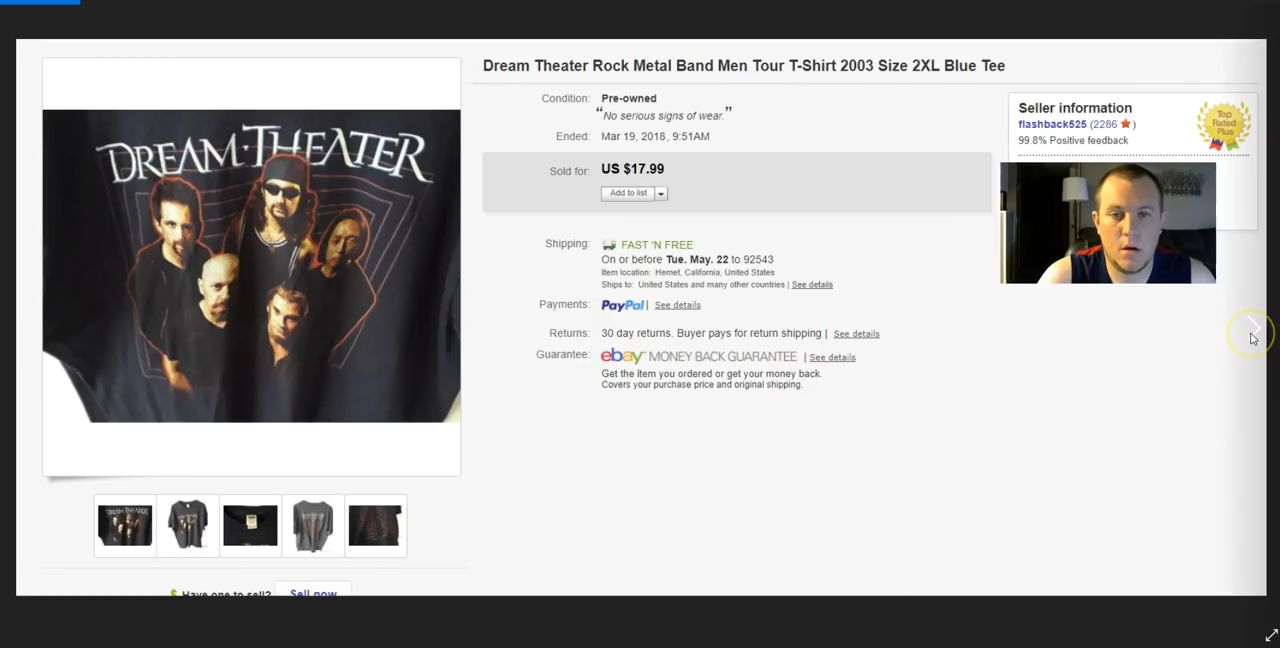 DREAM THEATER
Dream Theater Rock Metal Band Men Tour T-Shirt 2003 Size 2XL Blue Tee
Condition: Pre-owned
“No serious signs of wear.”
Ended: Mar 19, 2018, 9:51AM
Sold for: US $17.99
Add to list
Shipping: FAST 'N FREE
On or before Tue. May. 22 to 92543
Item location: Hemet, California, United States
Ships to: United States and many other countries | See details
Payments: PayPal | See details
Returns: 30 day returns. Buyer pays for return shipping | See details
Guarantee: ebay MONEY BACK GUARANTEE | See details
Get the item you ordered or get your money back.
Covers your purchase price and original shipping.
Seller information
flashback525 (2286 ★ )
99.8% Positive feedback
Top
Rated
Plus
DREAM THEATER
Have one to sell? Sell now